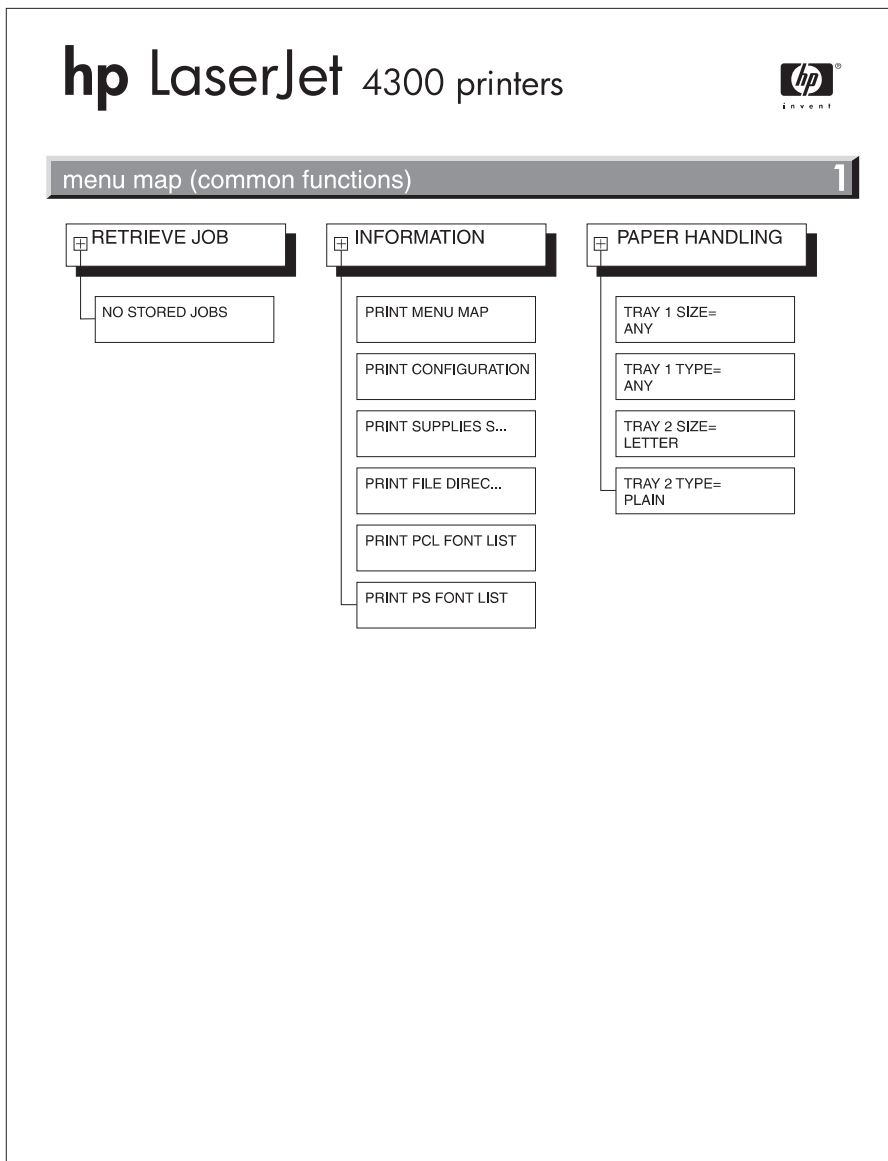 hp LaserJet 4300 printers
hp®
invent
menu map (common functions) 1
RETRIEVE JOB
NO STORED JOBS
INFORMATION
PRINT MENU MAP
PRINT CONFIGURATION
PRINT SUPPLIES S...
PRINT FILE DIREC...
PRINT PCL FONT LIST
PRINT PS FONT LIST
PAPER HANDLING
TRAY 1 SIZE=
ANY
TRAY 1 TYPE=
ANY
TRAY 2 SIZE=
LETTER
TRAY 2 TYPE=
PLAIN